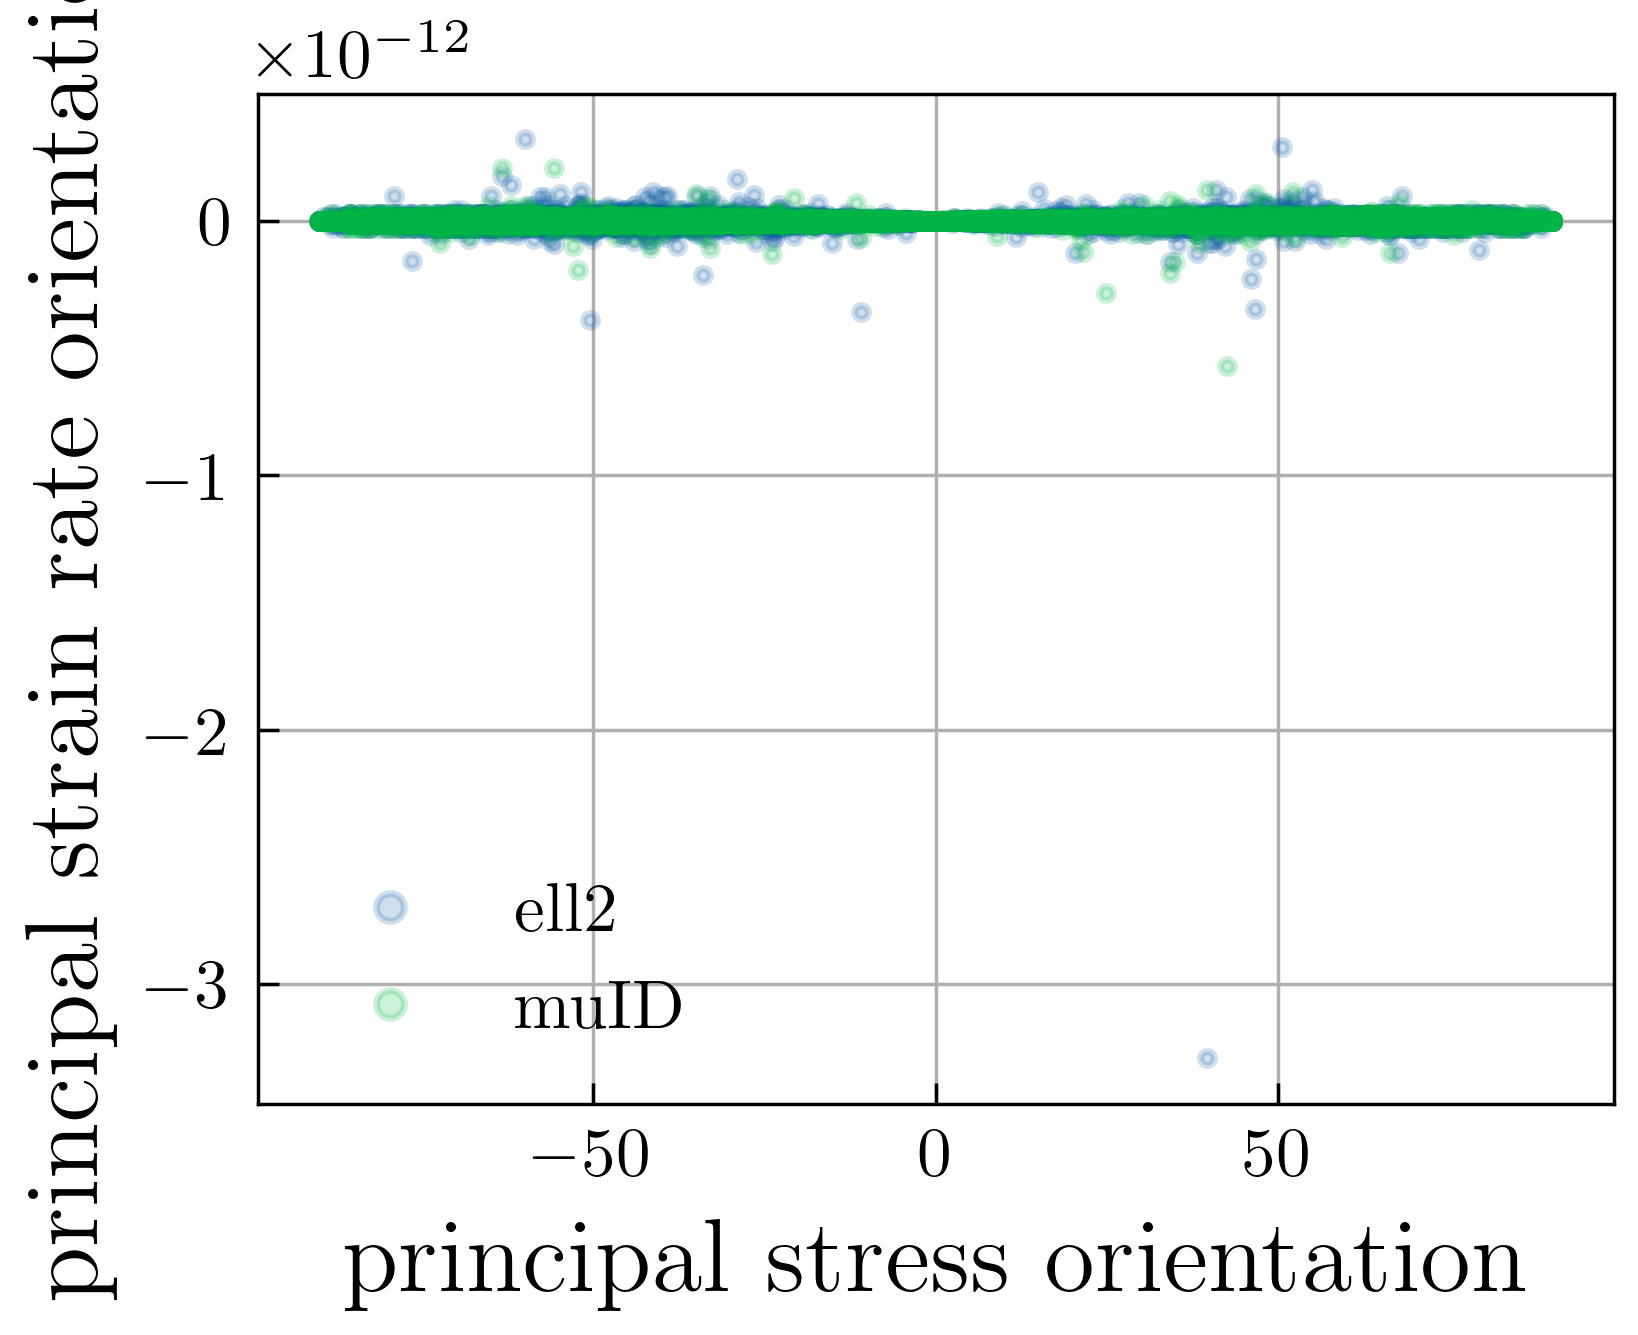 ×10⁻¹²
principal strain rate orientatio
0
−1
−2
−3
ell2
muID
−50
0
50
principal stress orientation